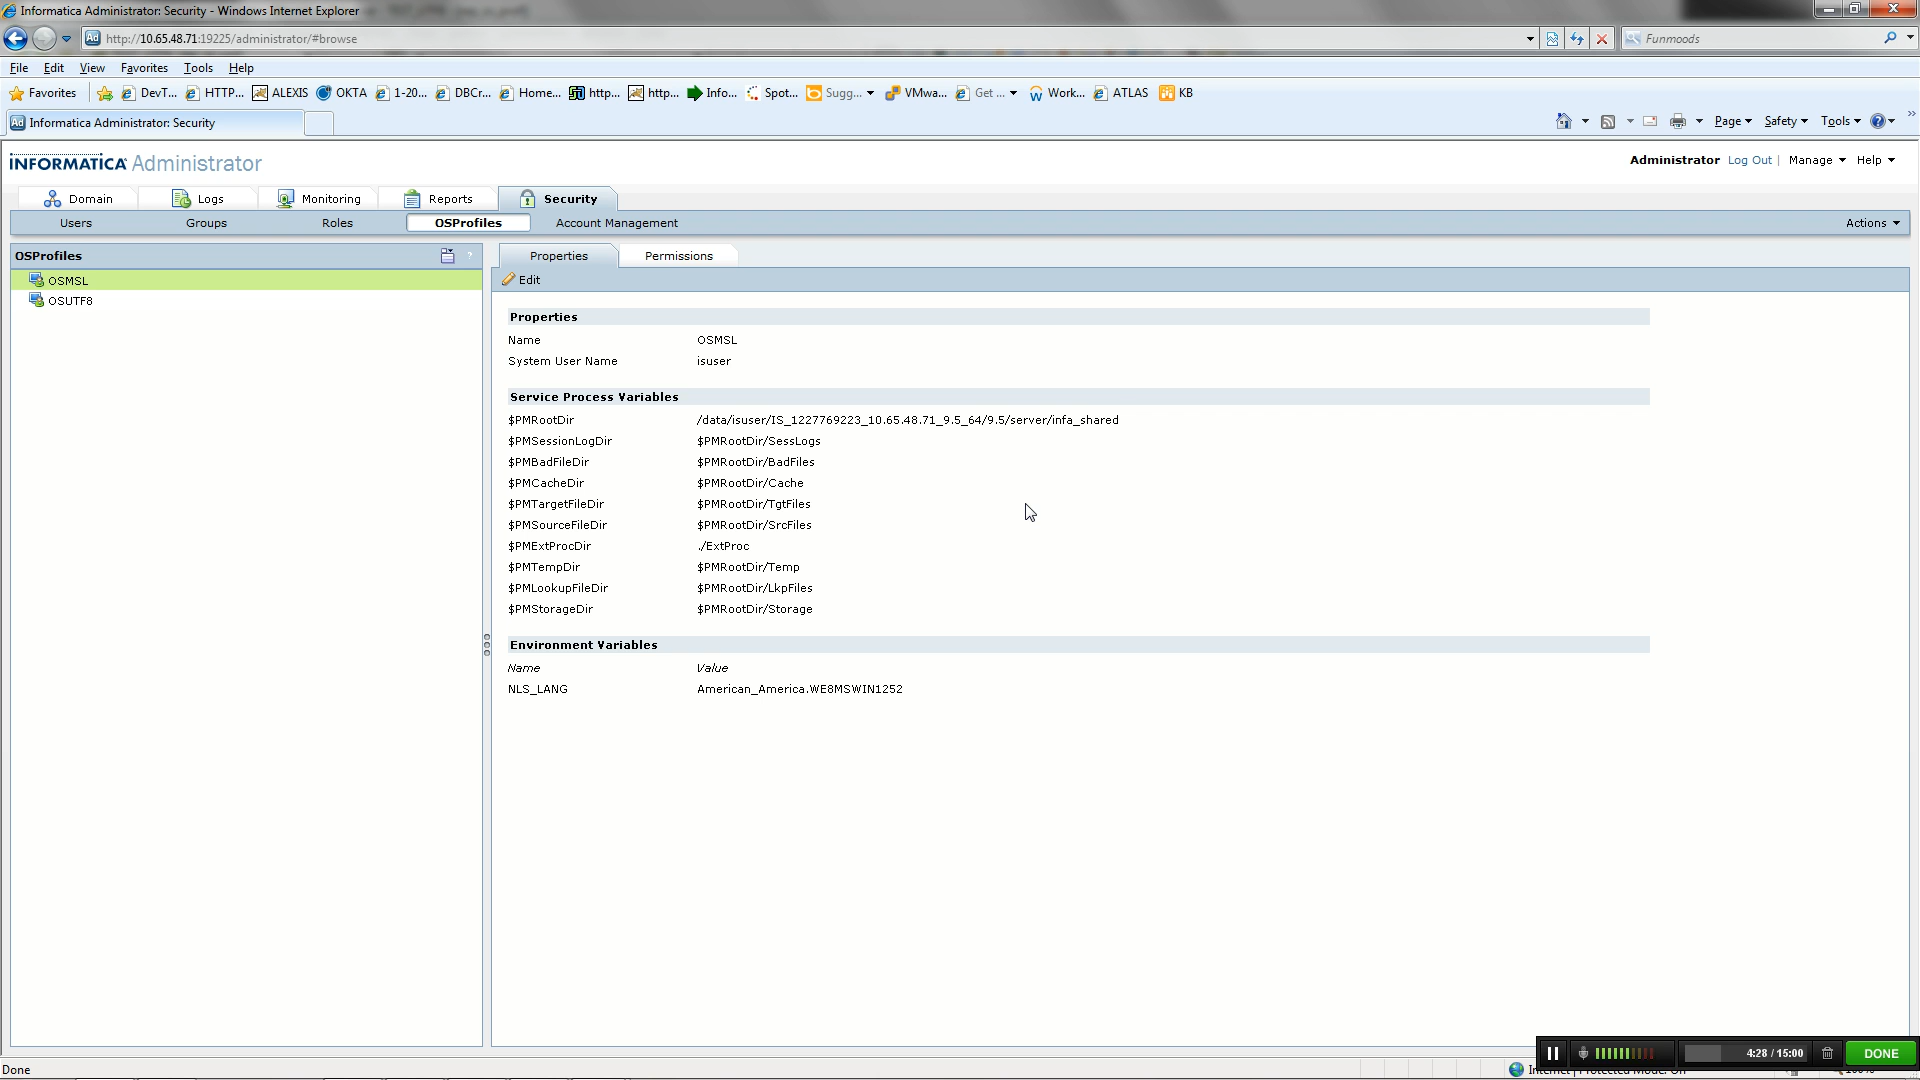 Informatica Administrator: Security - Windows Internet Explorer
http://10.65.48.71:19225/administrator/#browse
Funmoods
File Edit View Favorites Tools Help
Favorites DevT... HTTP... ALEXIS OKTA 1-20... DBCr... Home... http... http... Info... Spot... Sugg... VMwa... Get ... Work... ATLAS KB
Informatica Administrator: Security
Page Safety Tools
INFORMATICA Administrator
Administrator Log Out | Manage Help
Domain Logs Monitoring Reports Security
Users Groups Roles OSProfiles Account Management Actions
OSProfiles
OSMSL
OSUTF8
Properties Permissions
Edit
Properties
Name OSMSL
System User Name isuser
Service Process Variables
$PMRootDir /data/isuser/IS_1227769223_10.65.48.71_9.5_64/9.5/server/infa_shared
$PMSessionLogDir $PMRootDir/SessLogs
$PMBadFileDir $PMRootDir/BadFiles
$PMCacheDir $PMRootDir/Cache
$PMTargetFileDir $PMRootDir/TgtFiles
$PMSourceFileDir $PMRootDir/SrcFiles
$PMExtProcDir ./ExtProc
$PMTempDir $PMRootDir/Temp
$PMLookupFileDir $PMRootDir/LkpFiles
$PMStorageDir $PMRootDir/Storage
Environment Variables
Name Value
NLS_LANG American_America.WE8MSWIN1252
4:28 / 15:00 DONE
Done